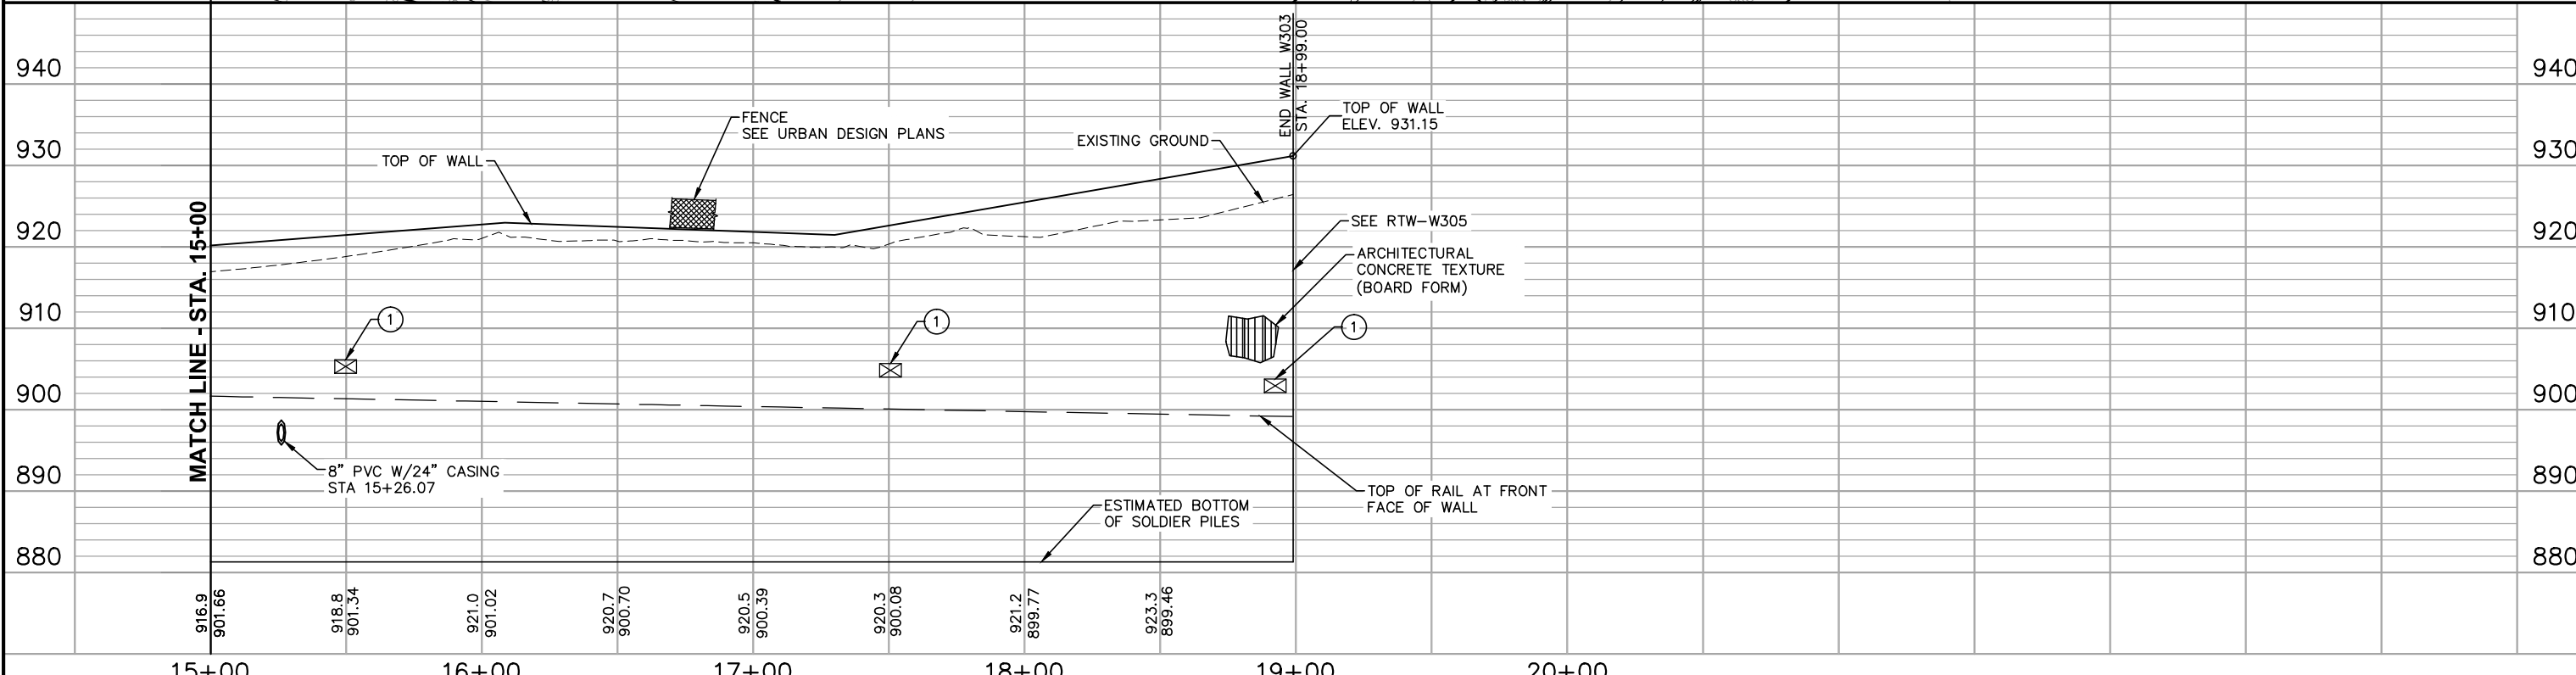 END WALL W303
STA. 18+99.00
940
940
TOP OF WALL
ELEV. 931.15
FENCE
SEE URBAN DESIGN PLANS
EXISTING GROUND
930
930
TOP OF WALL
MATCH LINE - STA. 15+00
920
920
SEE RTW-W305
ARCHITECTURAL
CONCRETE TEXTURE
(BOARD FORM)
910
910
1
1
1
900
900
8" PVC W/24" CASING
STA 15+26.07
890
890
TOP OF RAIL AT FRONT
FACE OF WALL
ESTIMATED BOTTOM
OF SOLDIER PILES
880
880
916.9
901.66
918.8
901.34
921.0
901.02
920.7
900.70
920.5
900.39
920.3
900.08
921.2
899.77
923.3
899.46
15+00
16+00
17+00
18+00
19+00
20+00